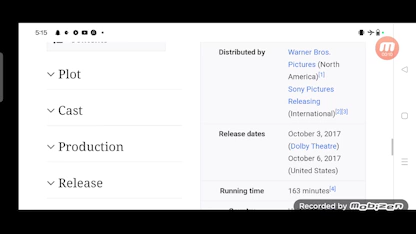 5:15
Plot
Cast
Production
Release
Distributed by
Warner Bros.
Pictures (North
America)[1]
Sony Pictures
Releasing
(International)[2][3]
Release dates
October 3, 2017
(Dolby Theatre)
October 6, 2017
(United States)
Running time
163 minutes[4]
Recorded by Mobizen